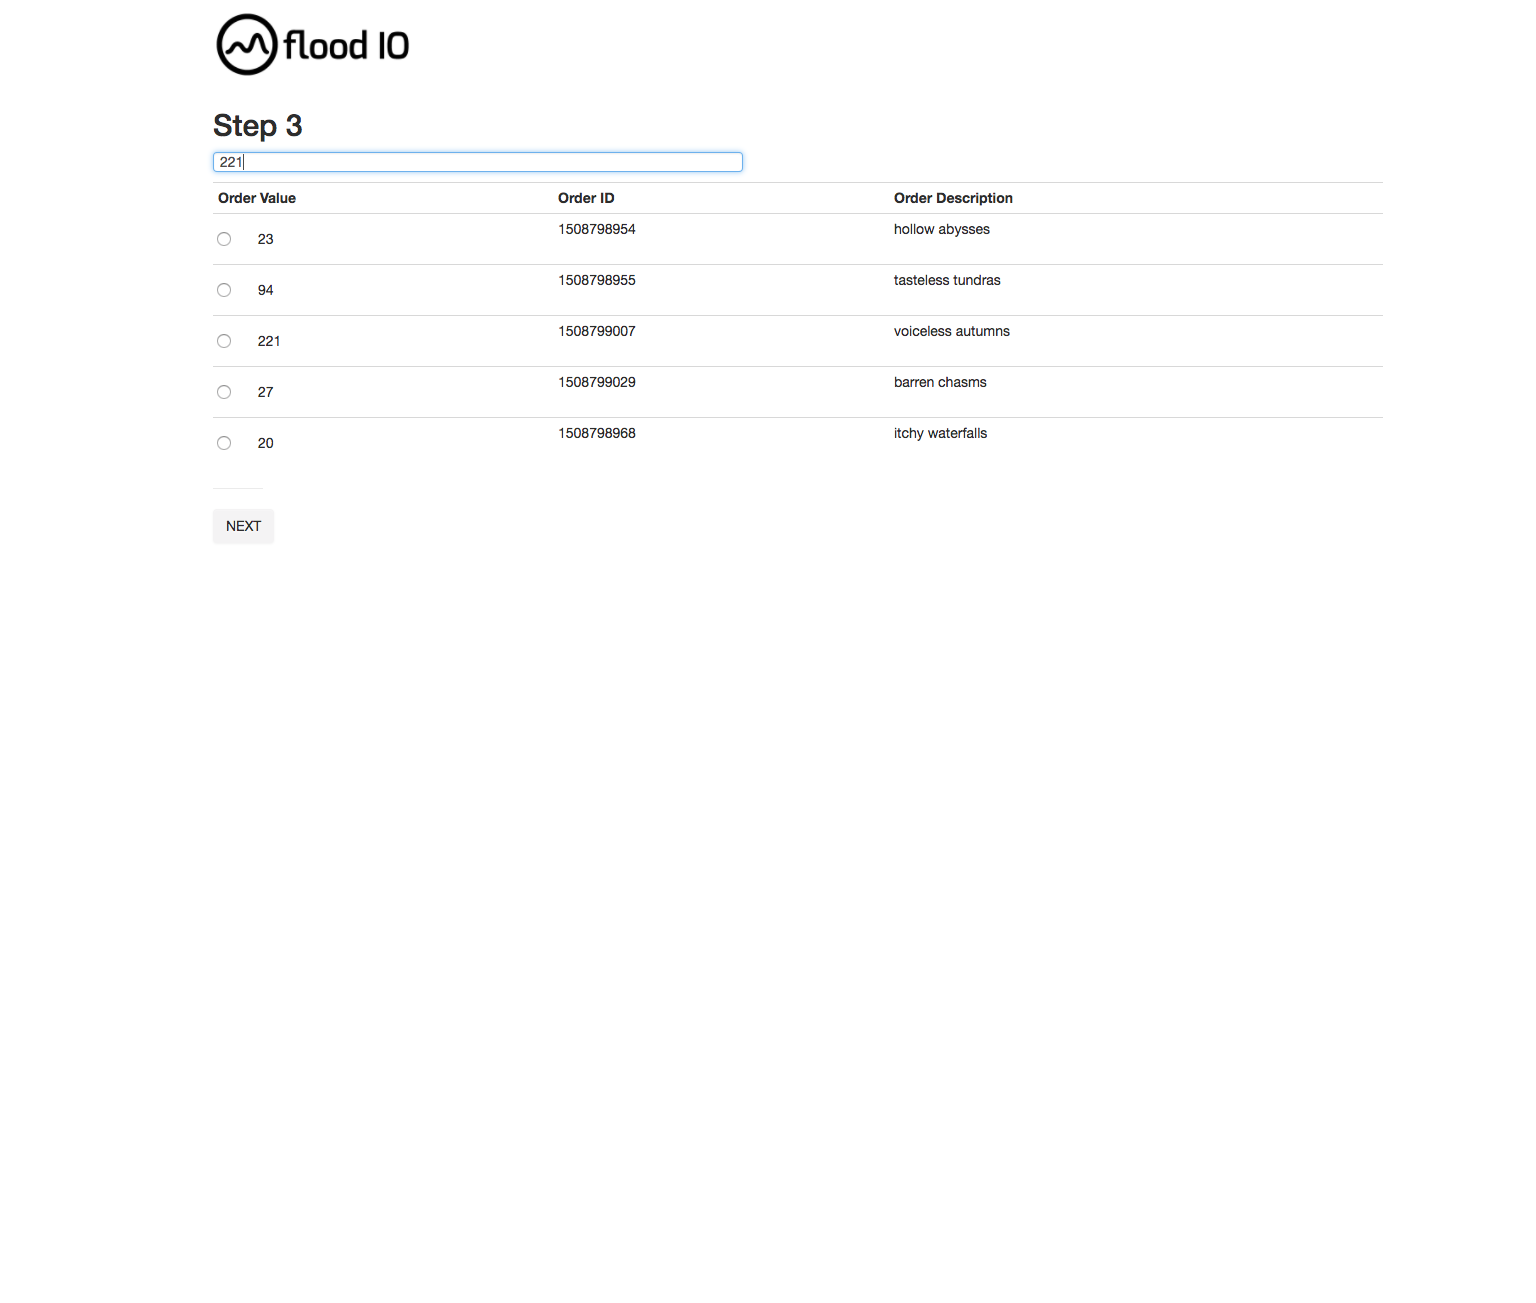 flood IO
Step 3
221
Order Value Order ID Order Description
23 1508798954 hollow abysses
94 1508798955 tasteless tundras
221 1508799007 voiceless autumns
27 1508799029 barren chasms
20 1508798968 itchy waterfalls
NEXT